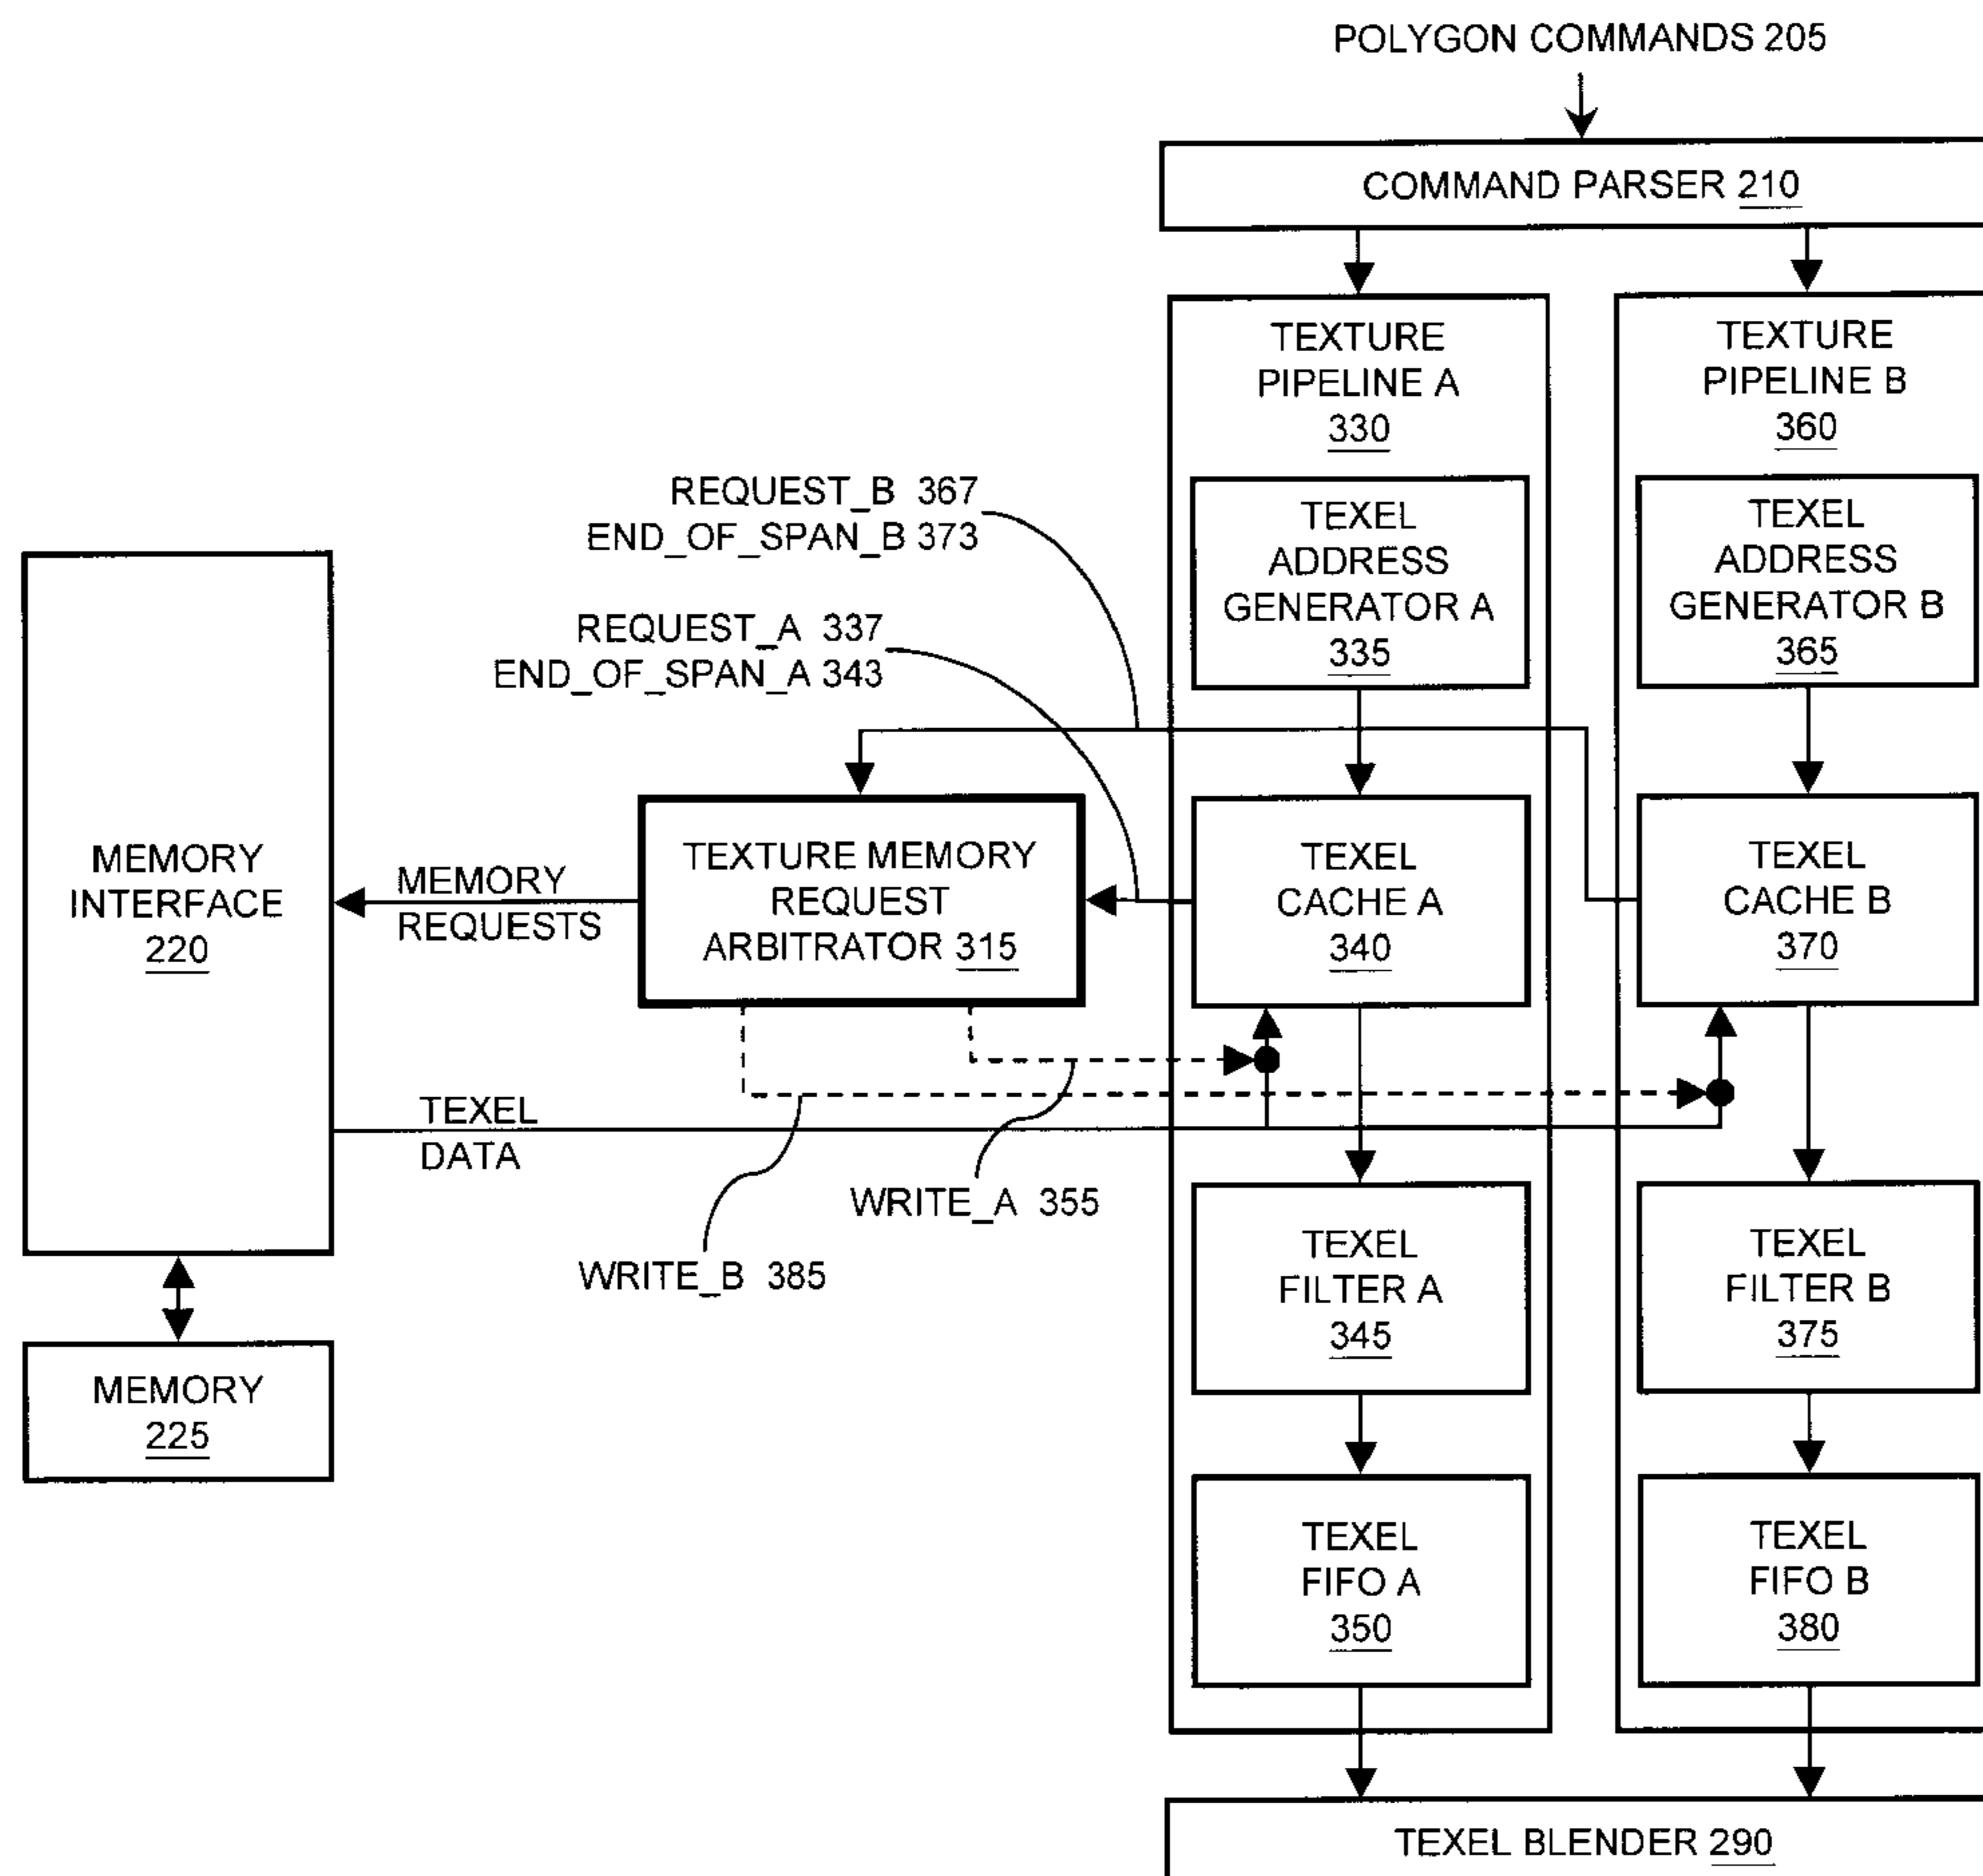 POLYGON COMMANDS 205
COMMAND PARSER 210
TEXTURE
PIPELINE A
330
TEXTURE
PIPELINE B
360
REQUEST_B 367
END_OF_SPAN_B 373
REQUEST_A 337
END_OF_SPAN_A 343
TEXEL
ADDRESS
GENERATOR A
335
TEXEL
ADDRESS
GENERATOR B
365
MEMORY
INTERFACE
220
MEMORY
REQUESTS
TEXTURE MEMORY
REQUEST
ARBITRATOR 315
TEXEL
CACHE A
340
TEXEL
CACHE B
370
TEXEL
DATA
WRITE_A 355
WRITE_B 385
TEXEL
FILTER A
345
TEXEL
FILTER B
375
MEMORY
225
TEXEL
FIFO A
350
TEXEL
FIFO B
380
TEXEL BLENDER 290